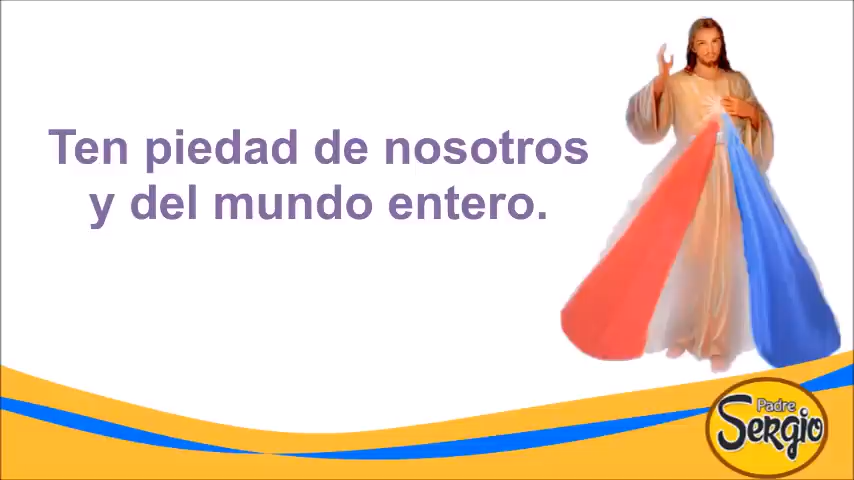 Ten piedad de nosotros
y del mundo entero.
Padre
Sergio